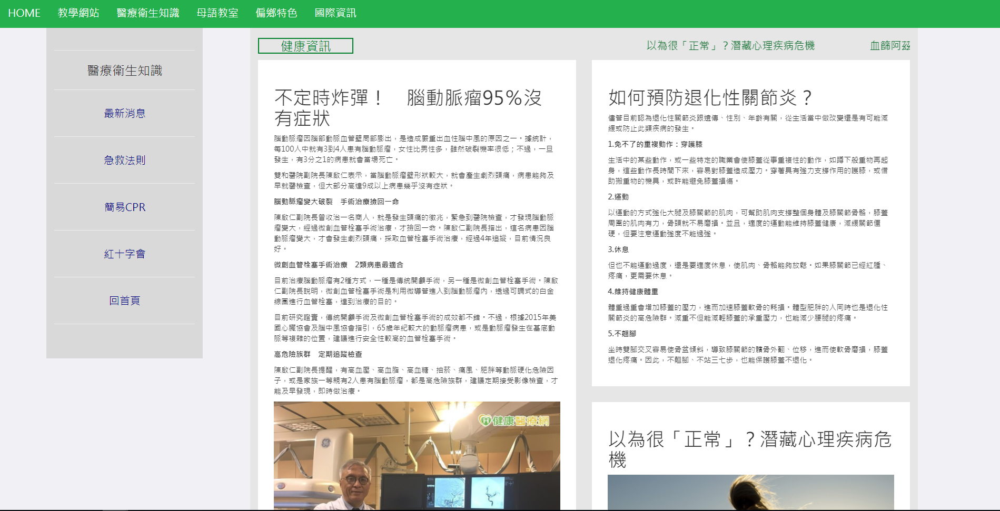 HOME 教學網站 醫療衛生知識 母語教室 偏鄉特色 國際資訊
醫療衛生知識
最新消息
急救法則
簡易CPR
紅十字會
回首頁
健康資訊
以為很「正常」？潛藏心理疾病危機 血篩阿茲
不定時炸彈！　腦動脈瘤95%沒
有症狀
腦動脈瘤因腦部動脈血管壁局部膨出，是造成嚴重出血性腦中風的原因之一。據統計，
每100人中就有3到4人患有腦動脈瘤，女性比男性多，雖然破裂機率很低；不過，一旦
發生，有3分之1的病患就會當場死亡。
雙和醫院副院長陳啟仁表示，當腦動脈瘤壁形狀較大，就會產生劇烈頭痛，病患能夠及
早就醫檢查，但大部分高達9成以上病患幾乎沒有症狀。
腦動脈瘤變大破裂　手術治療撿回一命
陳啟仁副院長曾收治一名商人，就是發生頭痛的徵兆，緊急到醫院檢查，才發現腦動脈
瘤變大，經過微創血管栓塞手術治療，才撿回一命。陳啟仁副院長指出，這名病患因腦
動脈瘤變大，才會發生劇烈頭痛，採取血管栓塞手術治療，經過4年追縱，目前情況良
好。
微創血管栓塞手術治療　2類病患最適合
目前治療腦動脈瘤有2種方式，一種是傳統開顱手術，另一種是微創血管栓塞手術。陳啟
仁副院長說明，微創血管栓塞手術是利用微導管進入到腦動脈瘤內，透過可調式的白金
線圈進行血管栓塞，達到治療的目的。
目前研究證實，傳統開顱手術及微創血管栓塞手術的成效都不錯。不過，根據2015年美
國心臟協會及腦中風協會指引，65歲年紀較大的動脈瘤病患，或是動脈瘤發生在基底動
脈等複雜的位置，建議進行安全性較高的血管栓塞手術。
高危險族群　定期追蹤檢查
陳啟仁副院長提醒，有高血壓、高血脂、高血糖、抽菸、痛風、肥胖等動脈硬化危險因
子，或是家族一等親有2人患有腦動脈瘤，都是高危險族群，建議定期接受影像檢查，才
能及早發現，即時做治療。
健康醫療網
GE
如何預防退化性關節炎？
儘管目前認為退化性關節炎跟遺傳、性別、年齡有關，從生活當中做改變還是有可能減
緩或防止此類疾病的發生。
1.免不了的重複動作：穿護膝
生活中的某些動作，或一些特定的職業會使膝蓋從事重複性的動作，如蹲下般重物再起
身，這些動作長時間下來，容易對膝蓋造成壓力。穿著具有強力支撐作用的護膝，或借
助搬重物的機具，或許能避免膝蓋損傷。
2.運動
以運動的方式強化大腿及膝關節的肌肉，可幫助肌肉支撐整個身體及膝關節骨骼，膝蓋
周圍的肌肉有力，骨頭就不易磨損。並且，適度的運動能維持膝蓋健康，減緩關節僵
硬，但要注意運動強度不能過強。
3.休息
但也不能運動過度，還是要適度休息，使肌肉、骨骼能夠放鬆。如果膝關節已經紅腫、
疼痛，更需要休息。
4.維持健康體重
體重過重會增加膝蓋的壓力，進而加速膝蓋軟骨的耗損。體型肥胖的人同時也是退化性
關節炎的高危險群。減重不但能減輕膝蓋的承重壓力，也能減少腰腿的疼痛。
5.不翹腳
坐時雙腳交叉容易使骨盆傾斜，導致膝關節的髕骨外翻、位移，進而使軟骨磨損，膝蓋
退化疼痛。因此，不翹腳、不站三七步，也能保護膝蓋不退化。
以為很「正常」？潛藏心理疾病危
機